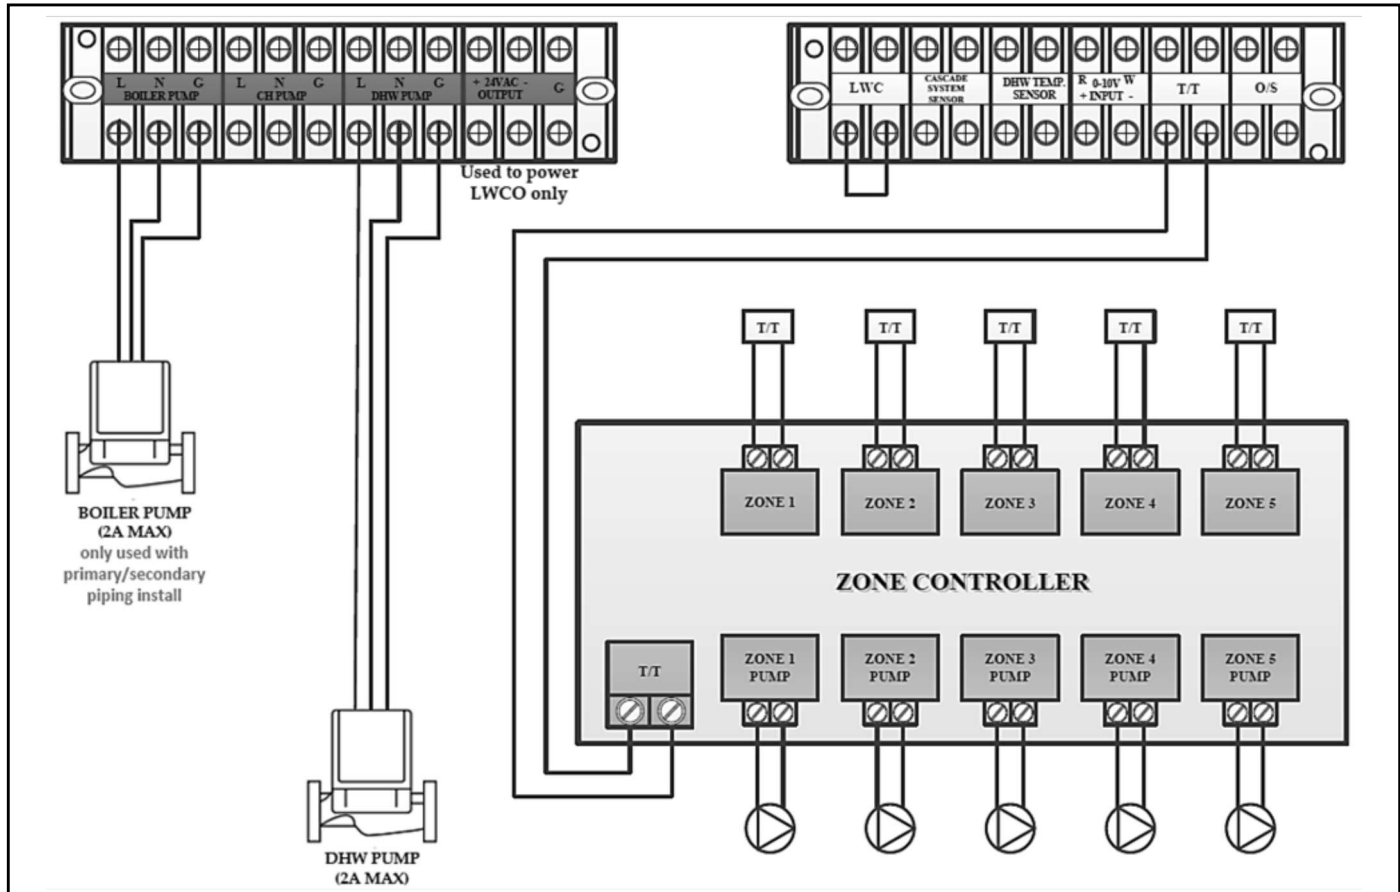 L N G
BOILER PUMP
L N G
CH PUMP
L N G
DHW PUMP
+ 24VAC -
OUTPUT
G
Used to power
LWCO only
LWC
CASCADE
SYSTEM
SENSOR
DHW TEMP.
SENSOR
R 0-10V W
+ INPUT -
T/T
O/S
T/T
T/T
T/T
T/T
T/T
ZONE 1
ZONE 2
ZONE 3
ZONE 4
ZONE 5
BOILER PUMP
(2A MAX)
only used with
primary/secondary
piping install
ZONE CONTROLLER
T/T
ZONE 1
PUMP
ZONE 2
PUMP
ZONE 3
PUMP
ZONE 4
PUMP
ZONE 5
PUMP
DHW PUMP
(2A MAX)